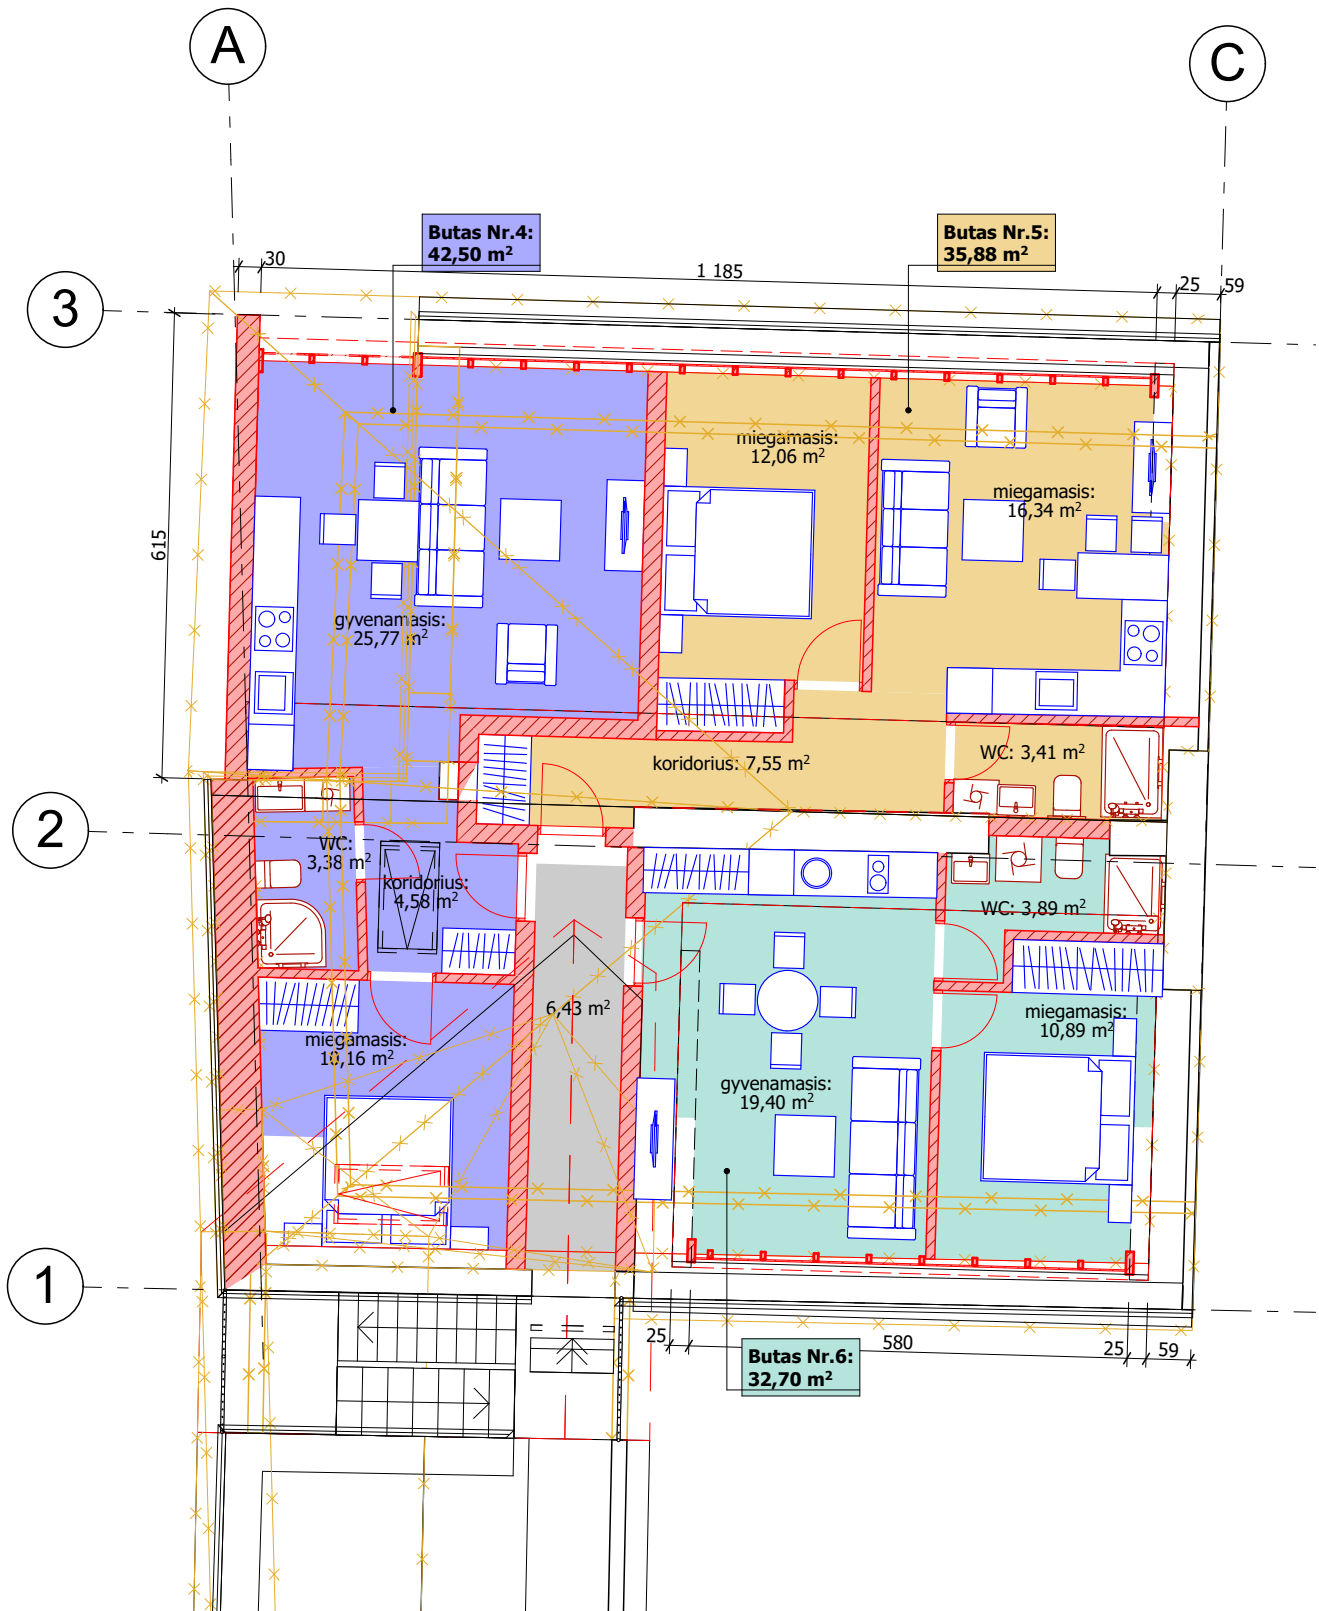 A
C
Butas Nr.4:
42,50 m²
Butas Nr.5:
35,88 m²
30
1 185
25
59
3
miegamasis:
12,06 m²
miegamasis:
16,34 m²
615
gyvenamasis:
25,77 m²
koridorius: 7,55 m²
WC: 3,41 m²
2
WC:
3,38 m²
koridorius:
4,58 m²
WC: 3,89 m²
6,43 m²
miegamasis:
10,89 m²
miegamasis:
18,16 m²
gyvenamasis:
19,40 m²
1
25
580
25
59
Butas Nr.6:
32,70 m²